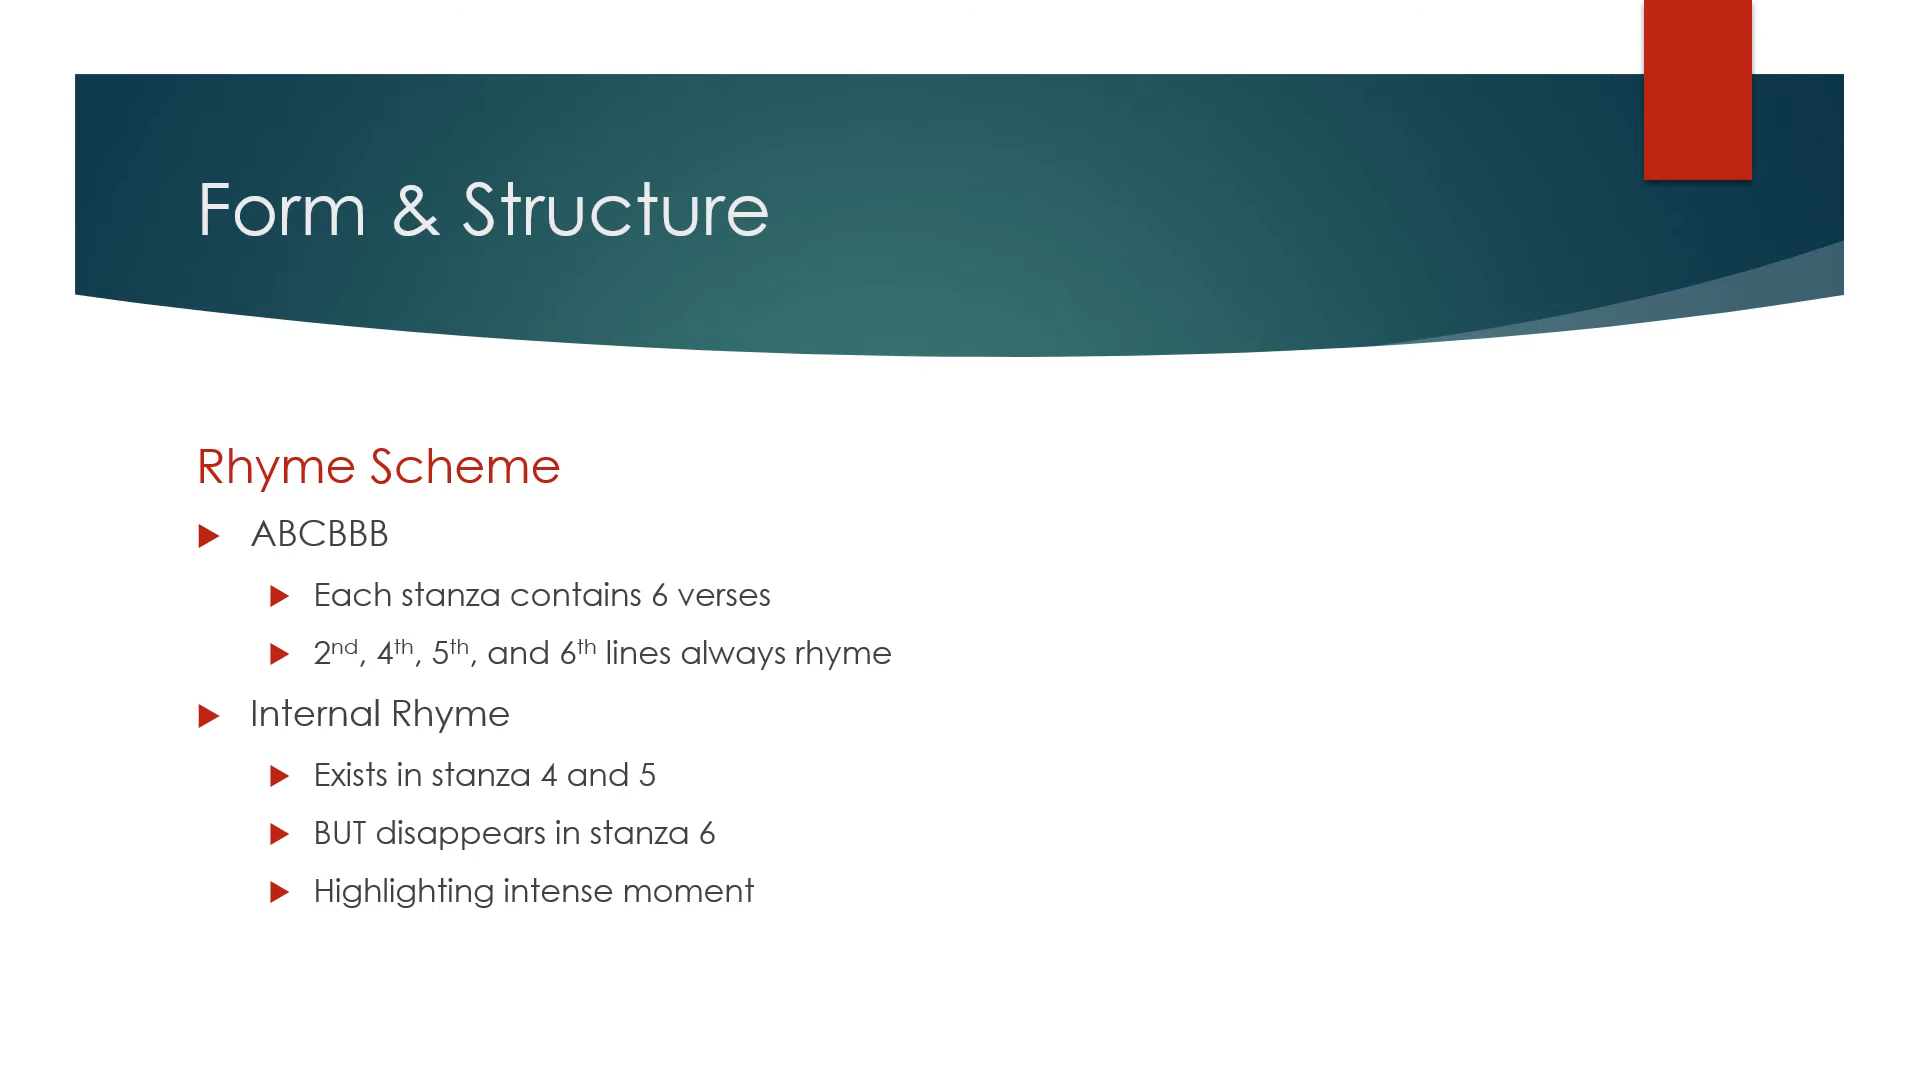 Form & Structure
Rhyme Scheme
ABCBBB
Each stanza contains 6 verses
2nd, 4th, 5th, and 6th lines always rhyme
Internal Rhyme
Exists in stanza 4 and 5
BUT disappears in stanza 6
Highlighting intense moment